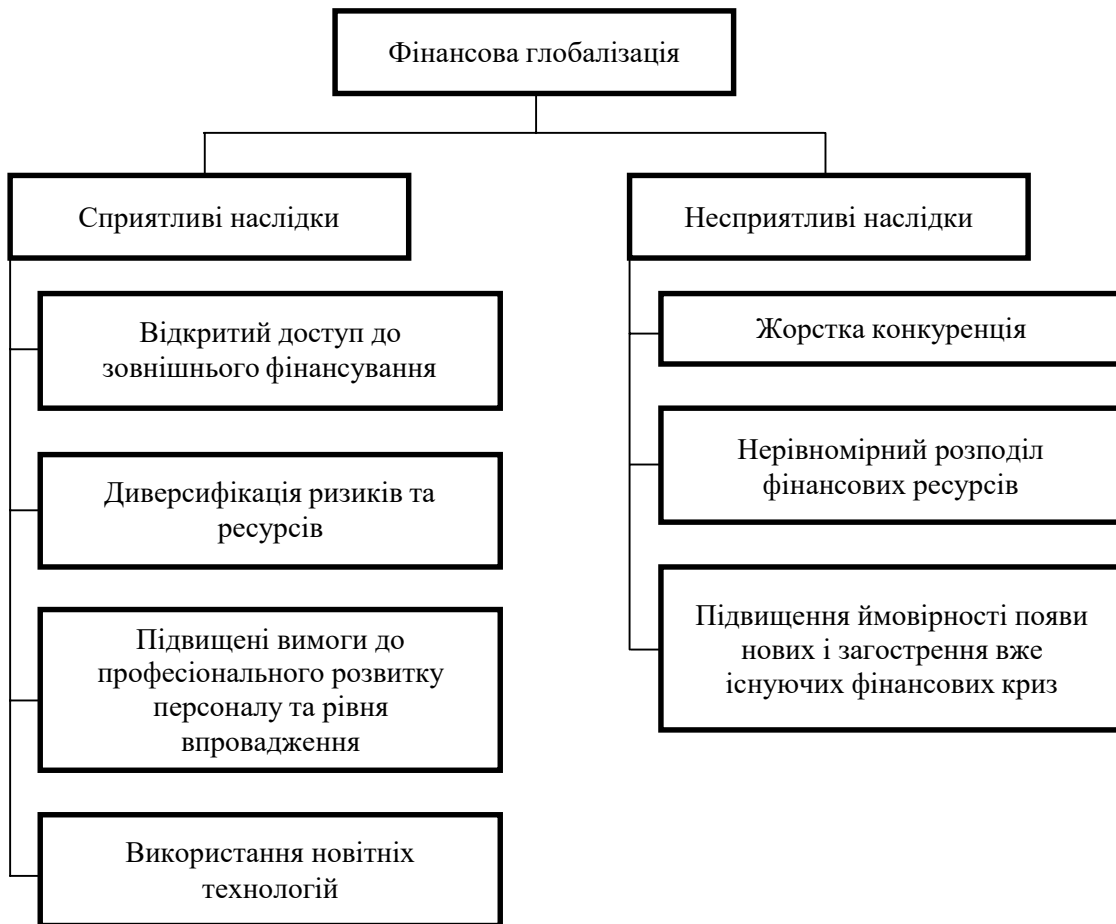 Фінансова глобалізація
Сприятливі наслідки
Відкритий доступ до
зовнішнього фінансування
Диверсифікація ризиків та
ресурсів
Підвищені вимоги до
професіонального розвитку
персоналу та рівня
впровадження
Використання новітніх
технологій
Несприятливі наслідки
Жорстка конкуренція
Нерівномірний розподіл
фінансових ресурсів
Підвищення ймовірності появи
нових і загострення вже
існуючих фінансових криз